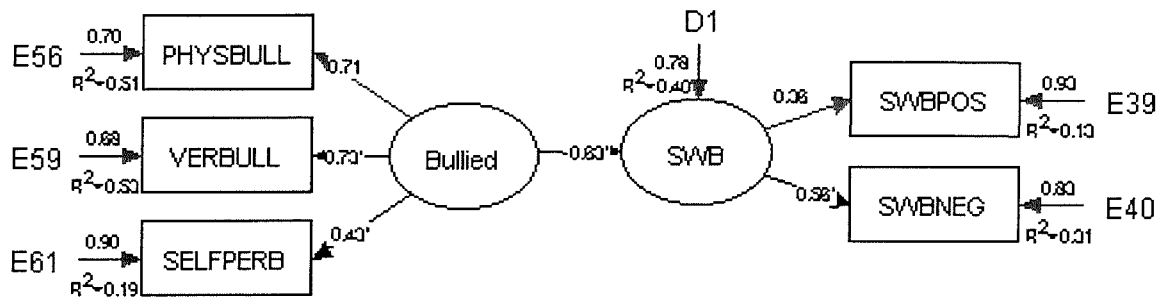 D1
E56
0.70
R²=0.51
PHYSBULL
0.71
0.78
R²=0.40
0.36
SWBPOS
0.93
R²=0.13
E39
E59
0.68
R²=0.53
VERBULL
0.73*
Bullied
0.63*
SWB
0.56*
SWBNEG
0.83
R²=0.31
E40
E61
0.90
R²=0.19
SELFPERB
0.43*